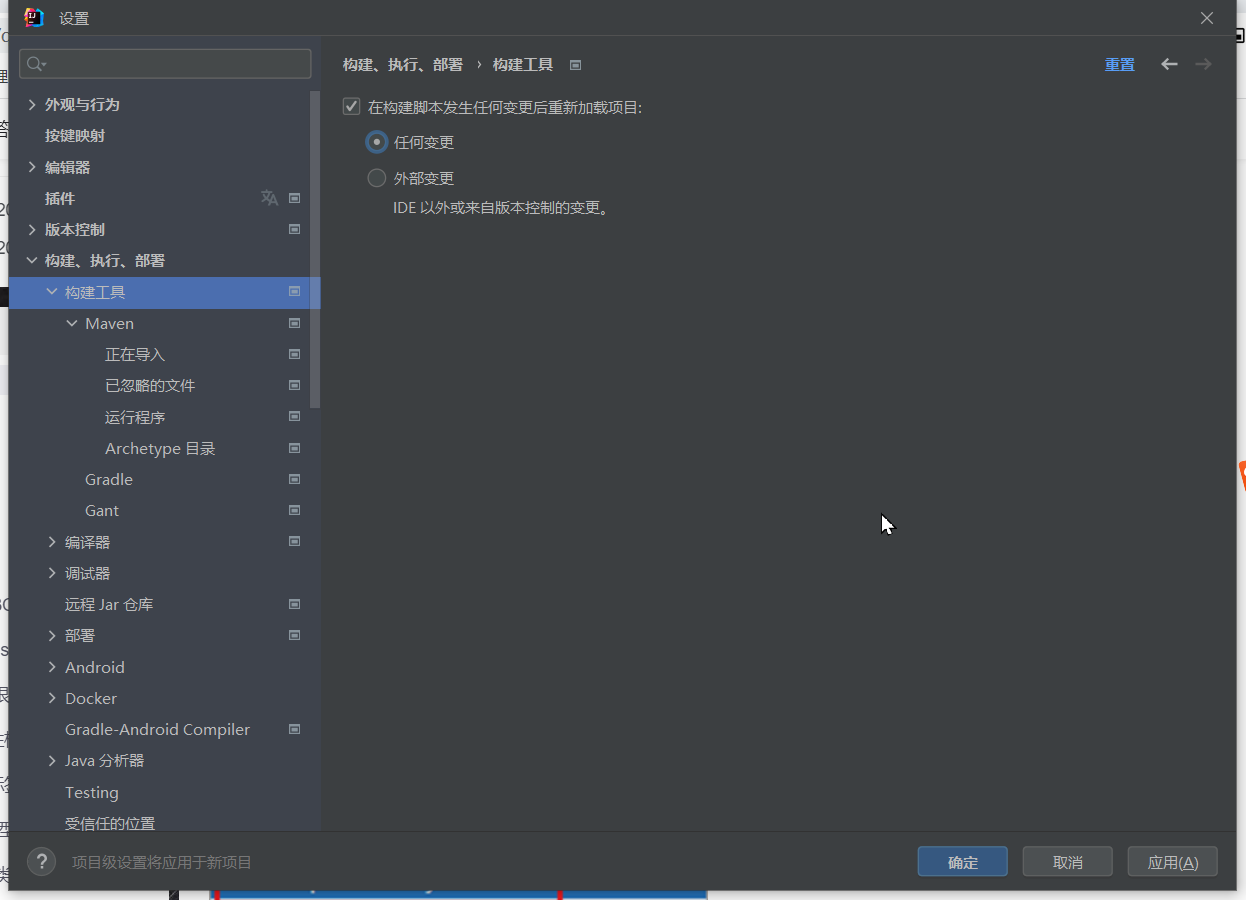 设置
构建、执行、部署 › 构建工具
重置
外观与行为
按键映射
编辑器
插件
版本控制
构建、执行、部署
构建工具
Maven
正在导入
已忽略的文件
运行程序
Archetype 目录
Gradle
Gant
编译器
调试器
远程 Jar 仓库
部署
Android
Docker
Gradle-Android Compiler
Java 分析器
Testing
受信任的位置
在构建脚本发生任何变更后重新加载项目:
任何变更
外部变更
IDE 以外或来自版本控制的变更。
? 项目级设置将应用于新项目
确定
取消
应用(A)